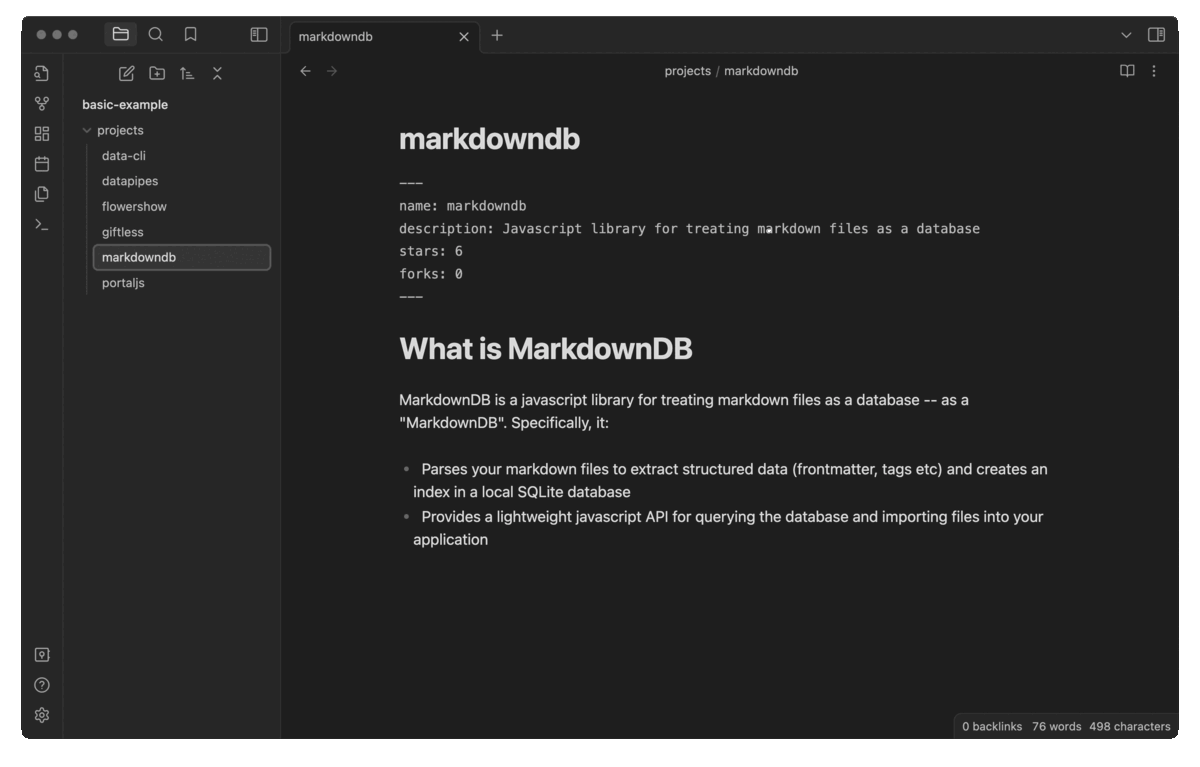 markdowndb
projects / markdowndb
basic-example
projects
data-cli
datapipes
flowershow
giftless
markdowndb
portaljs
markdowndb
---
name: markdowndb
description: Javascript library for treating markdown files as a database
stars: 6
forks: 0
---
What is MarkdownDB
MarkdownDB is a javascript library for treating markdown files as a database -- as a
"MarkdownDB". Specifically, it:
Parses your markdown files to extract structured data (frontmatter, tags etc) and creates an
index in a local SQLite database
Provides a lightweight javascript API for querying the database and importing files into your
application
0 backlinks 76 words 498 characters